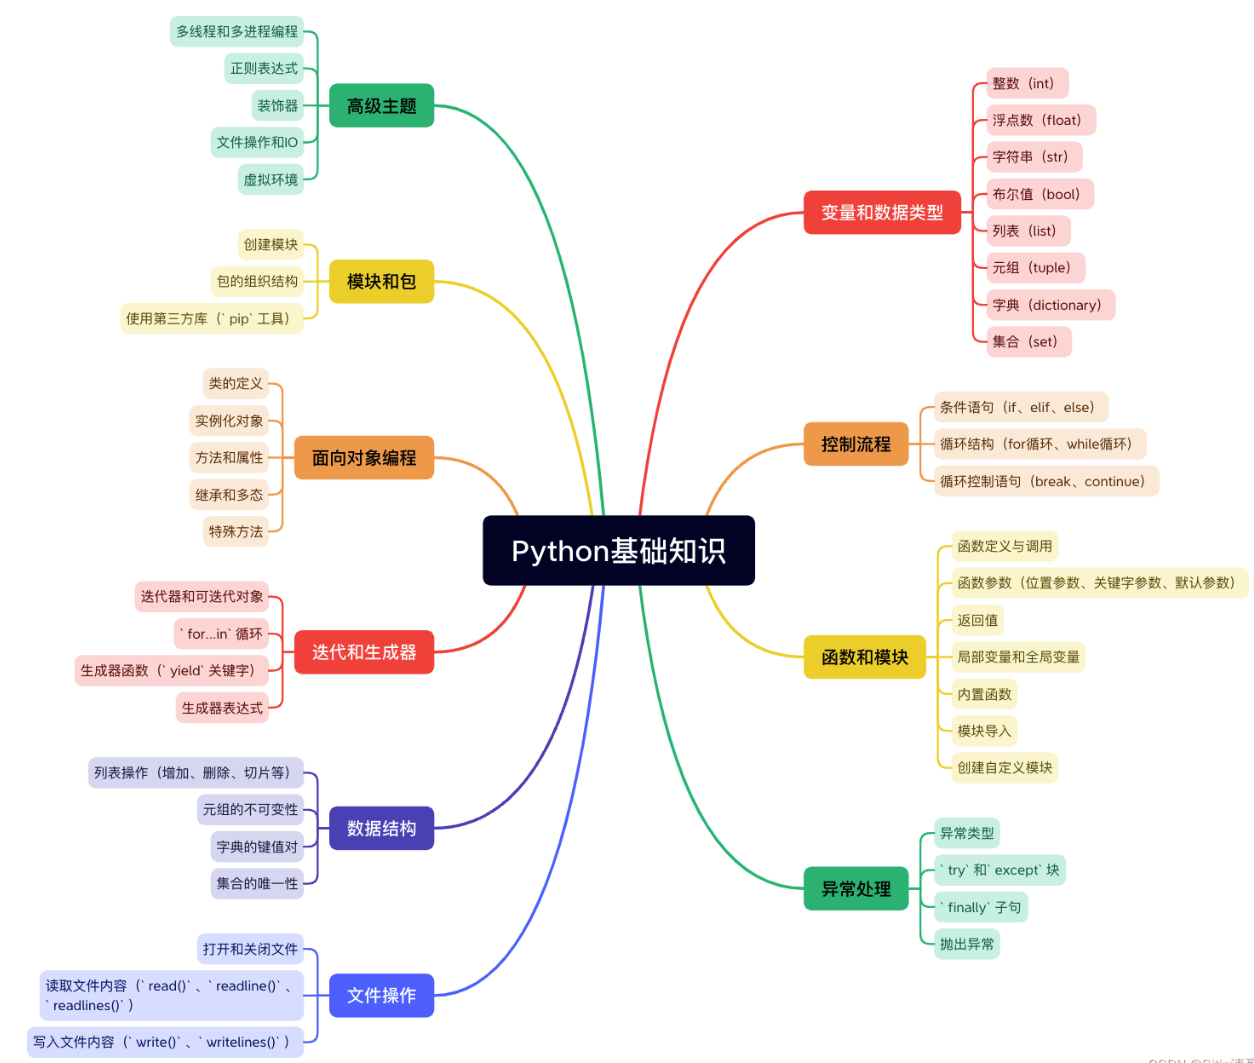 Python基础知识
变量和数据类型
整数（int）
浮点数（float）
字符串（str）
布尔值（bool）
列表（list）
元组（tuple）
字典（dictionary）
集合（set）
控制流程
条件语句（if、elif、else）
循环结构（for循环、while循环）
循环控制语句（break、continue）
函数和模块
函数定义与调用
函数参数（位置参数、关键字参数、默认参数）
返回值
局部变量和全局变量
内置函数
模块导入
创建自定义模块
异常处理
异常类型
`try`和`except`块
`finally`子句
抛出异常
高级主题
多线程和多进程编程
正则表达式
装饰器
文件操作和IO
虚拟环境
模块和包
创建模块
包的组织结构
使用第三方库（`pip`工具）
面向对象编程
类的定义
实例化对象
方法和属性
继承和多态
特殊方法
迭代和生成器
迭代器和可迭代对象
`for...in`循环
生成器函数（`yield`关键字）
生成器表达式
数据结构
列表操作（增加、删除、切片等）
元组的不可变性
字典的键值对
集合的唯一性
文件操作
打开和关闭文件
读取文件内容（`read()`、`readline()`、
`readlines()`）
写入文件内容（`write()`、`writelines()`）